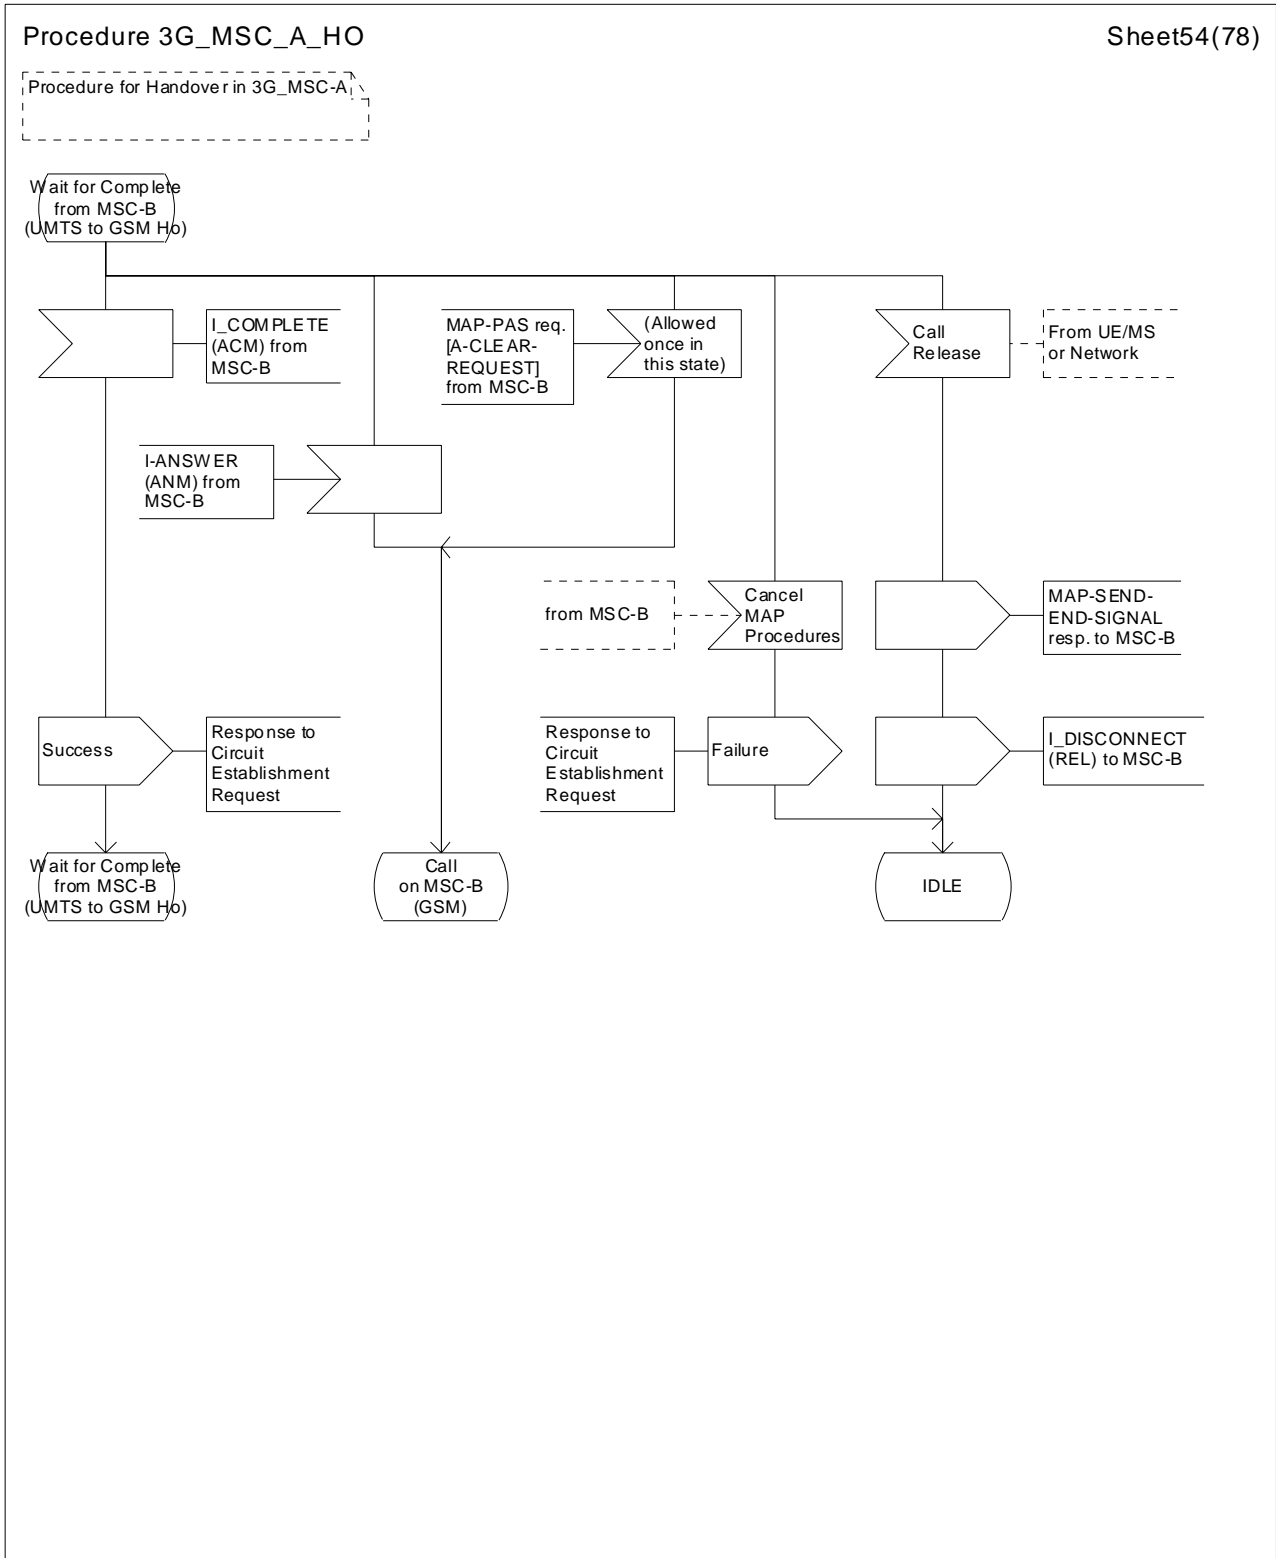 Procedure 3G_MSC_A_HO
Sheet54(78)
Procedure for Handover in 3G_MSC-A
Wait for Complete
from MSC-B
(UMTS to GSM Ho)
I_COMPLETE
(ACM) from
MSC-B
MAP-PAS req.
[A-CLEAR-
REQUEST]
from MSC-B
(Allowed
once in
this state)
Call
Release
From UE/MS
or Network
I-ANSWER
(ANM) from
MSC-B
from MSC-B
Cancel
MAP
Procedures
MAP-SEND-
END-SIGNAL
resp. to MSC-B
Success
Response to
Circuit
Establishment
Request
Response to
Circuit
Establishment
Request
Failure
I_DISCONNECT
(REL) to MSC-B
Wait for Complete
from MSC-B
(UMTS to GSM Ho)
Call
on MSC-B
(GSM)
IDLE